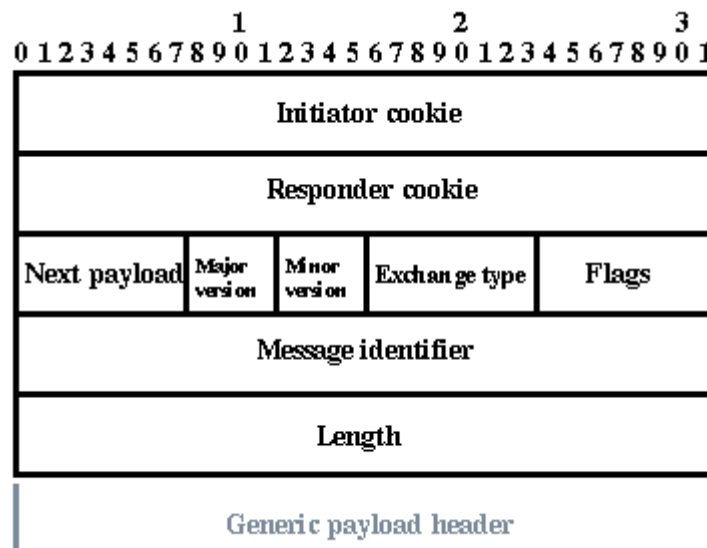 1 2 3
0 1 2 3 4 5 6 7 8 9 0 1 2 3 4 5 6 7 8 9 0 1 2 3 4 5 6 7 8 9 0 1
Initiator cookie
Responder cookie
Next payload Major version Minor version Exchange type Flags
Message identifier
Length
Generic payload header